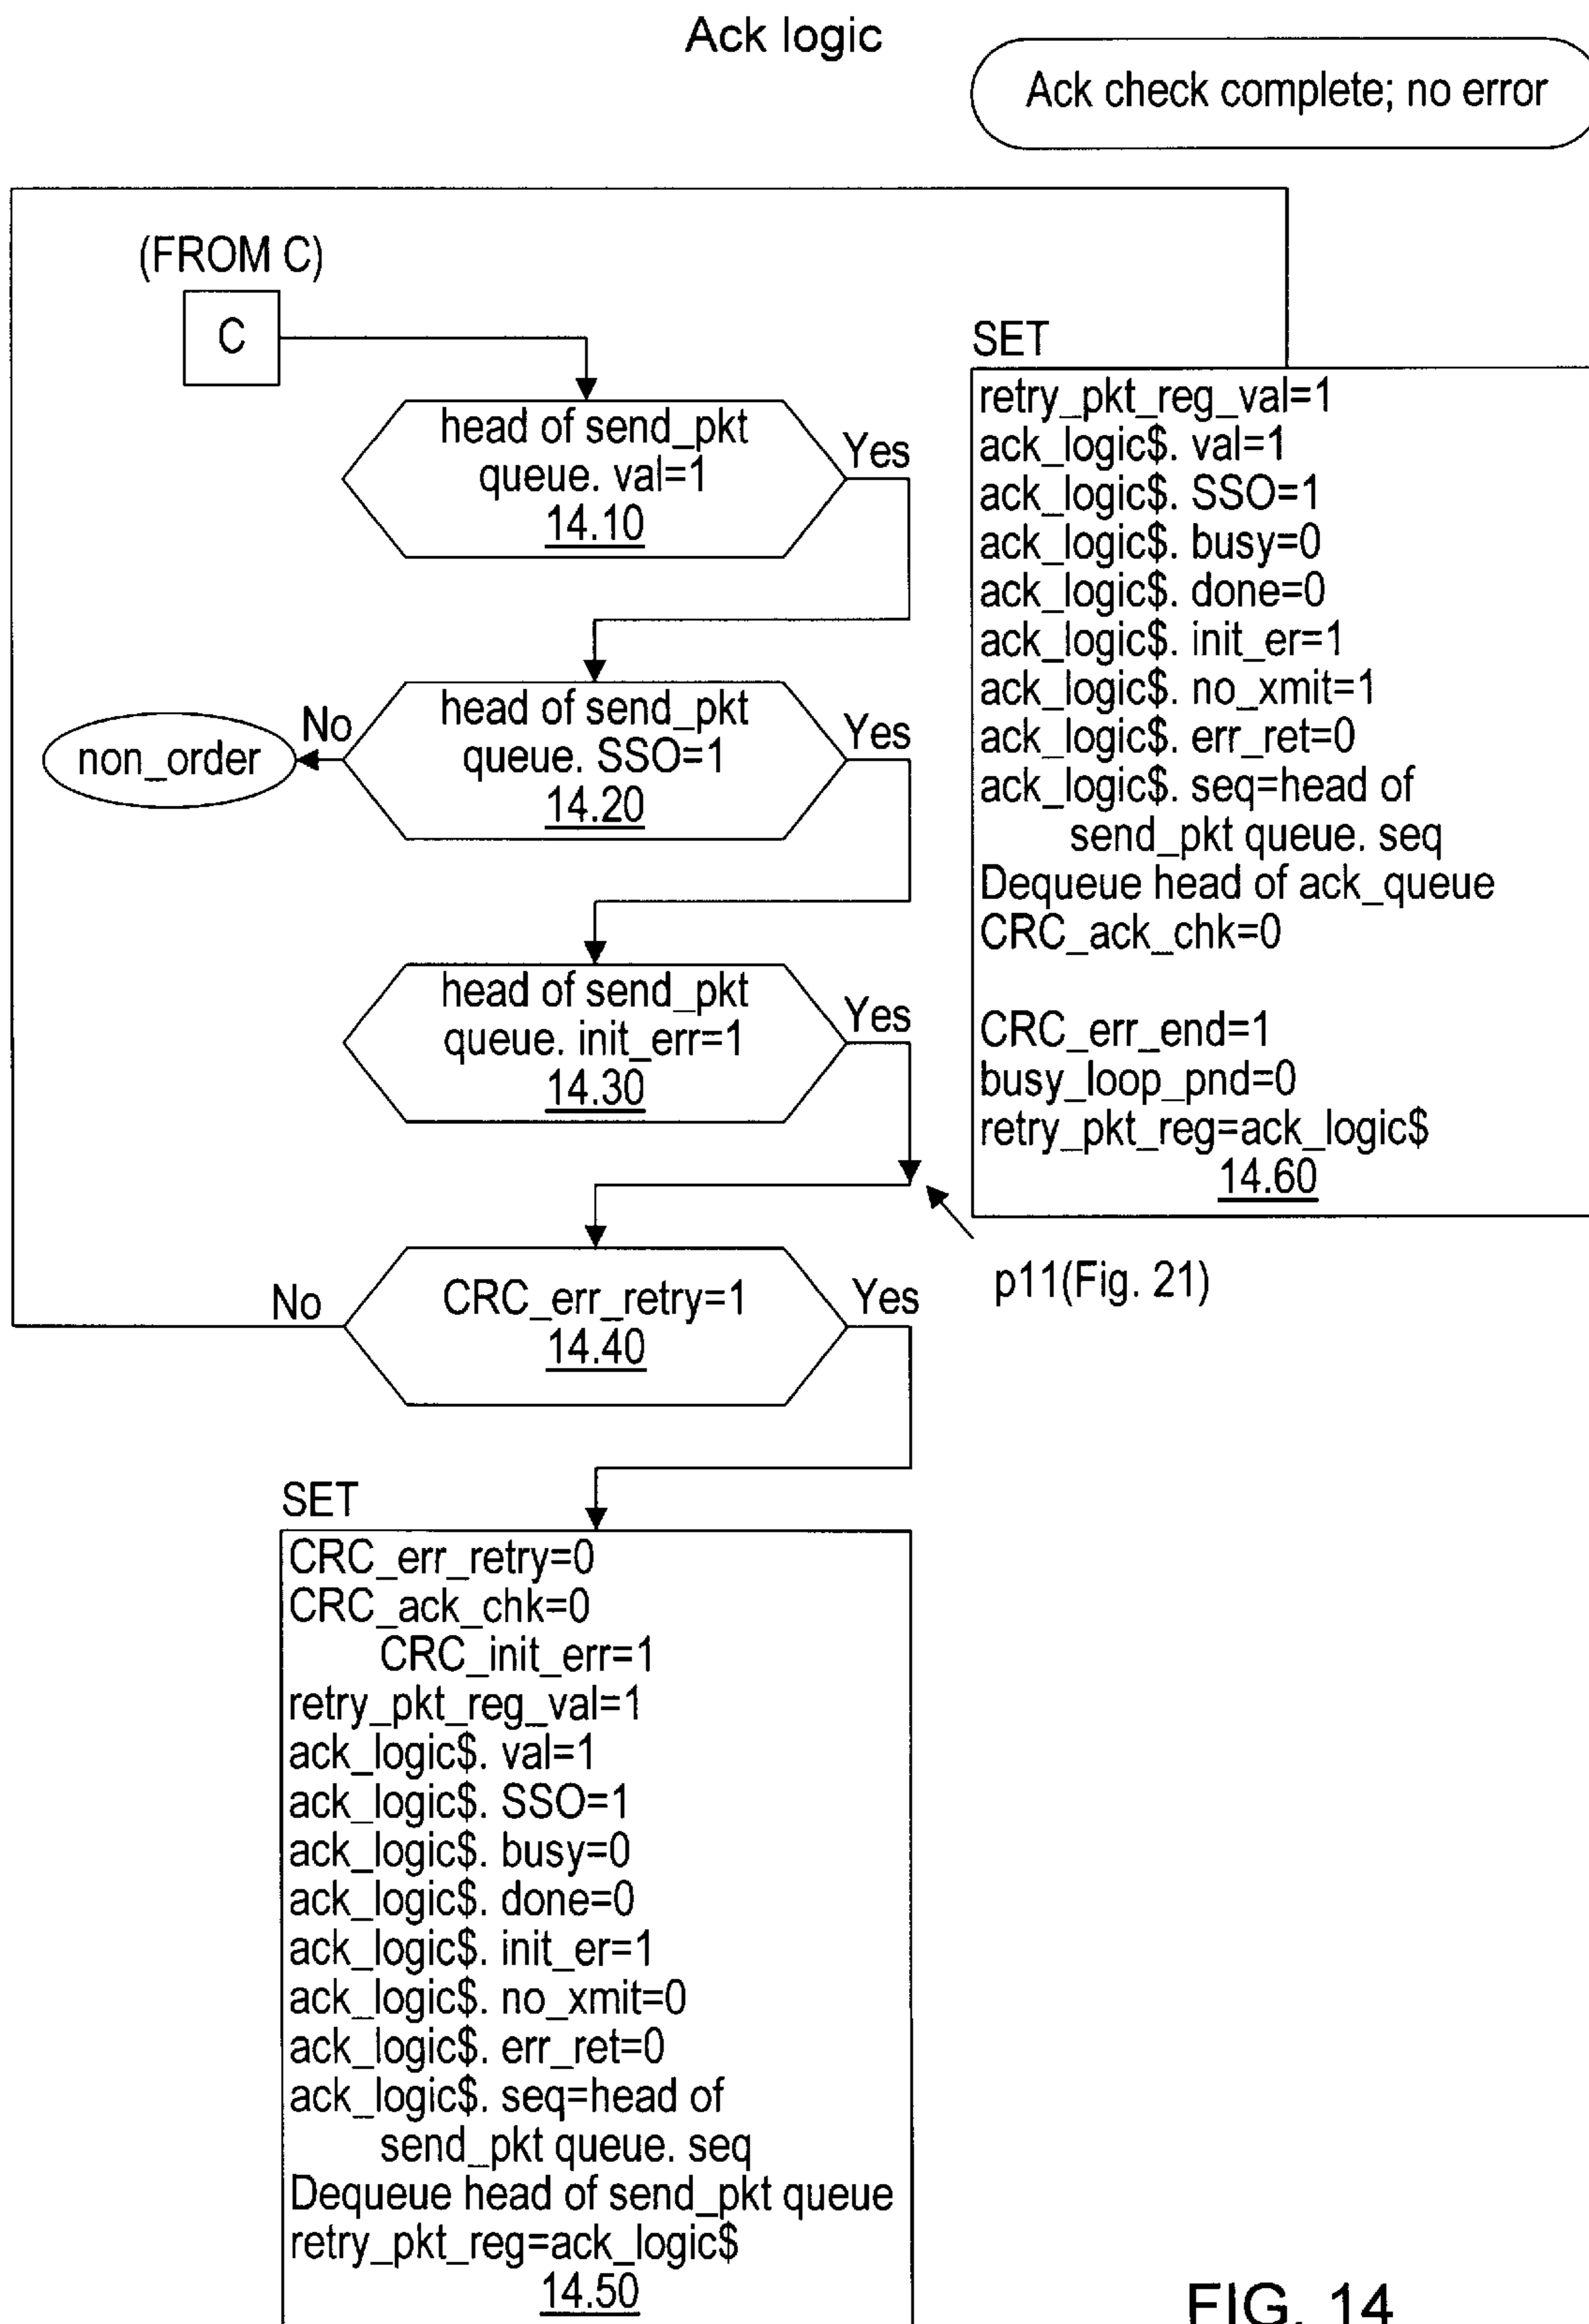 Ack logic
Ack check complete; no error
(FROM C)
C
head of send_pkt
queue. val=1
14.10
Yes
head of send_pkt
queue. SSO=1
14.20
No
Yes
non_order
head of send_pkt
queue. init_err=1
14.30
Yes
p11(Fig. 21)
CRC_err_retry=1
14.40
No
Yes
SET
CRC_err_retry=0
CRC_ack_chk=0
CRC_init_err=1
retry_pkt_reg_val=1
ack_logic$. val=1
ack_logic$. SSO=1
ack_logic$. busy=0
ack_logic$. done=0
ack_logic$. init_er=1
ack_logic$. no_xmit=0
ack_logic$. err_ret=0
ack_logic$. seq=head of
send_pkt queue. seq
Dequeue head of send_pkt queue
retry_pkt_reg=ack_logic$
14.50
SET
retry_pkt_reg_val=1
ack_logic$. val=1
ack_logic$. SSO=1
ack_logic$. busy=0
ack_logic$. done=0
ack_logic$. init_er=1
ack_logic$. no_xmit=1
ack_logic$. err_ret=0
ack_logic$. seq=head of
send_pkt queue. seq
Dequeue head of ack_queue
CRC_ack_chk=0
CRC_err_end=1
busy_loop_pnd=0
retry_pkt_reg=ack_logic$
14.60
FIG. 14